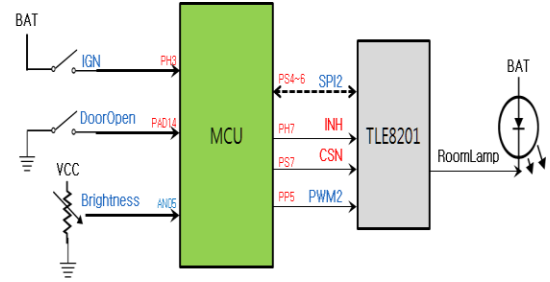 BAT
IGN
PH3
DoorOpen
PAD14
VCC
Brightness
AN05
MCU
PS4~6
SPI2
PH7
INH
PS7
CSN
PP5
PWM2
TLE8201
BAT
RoomLamp